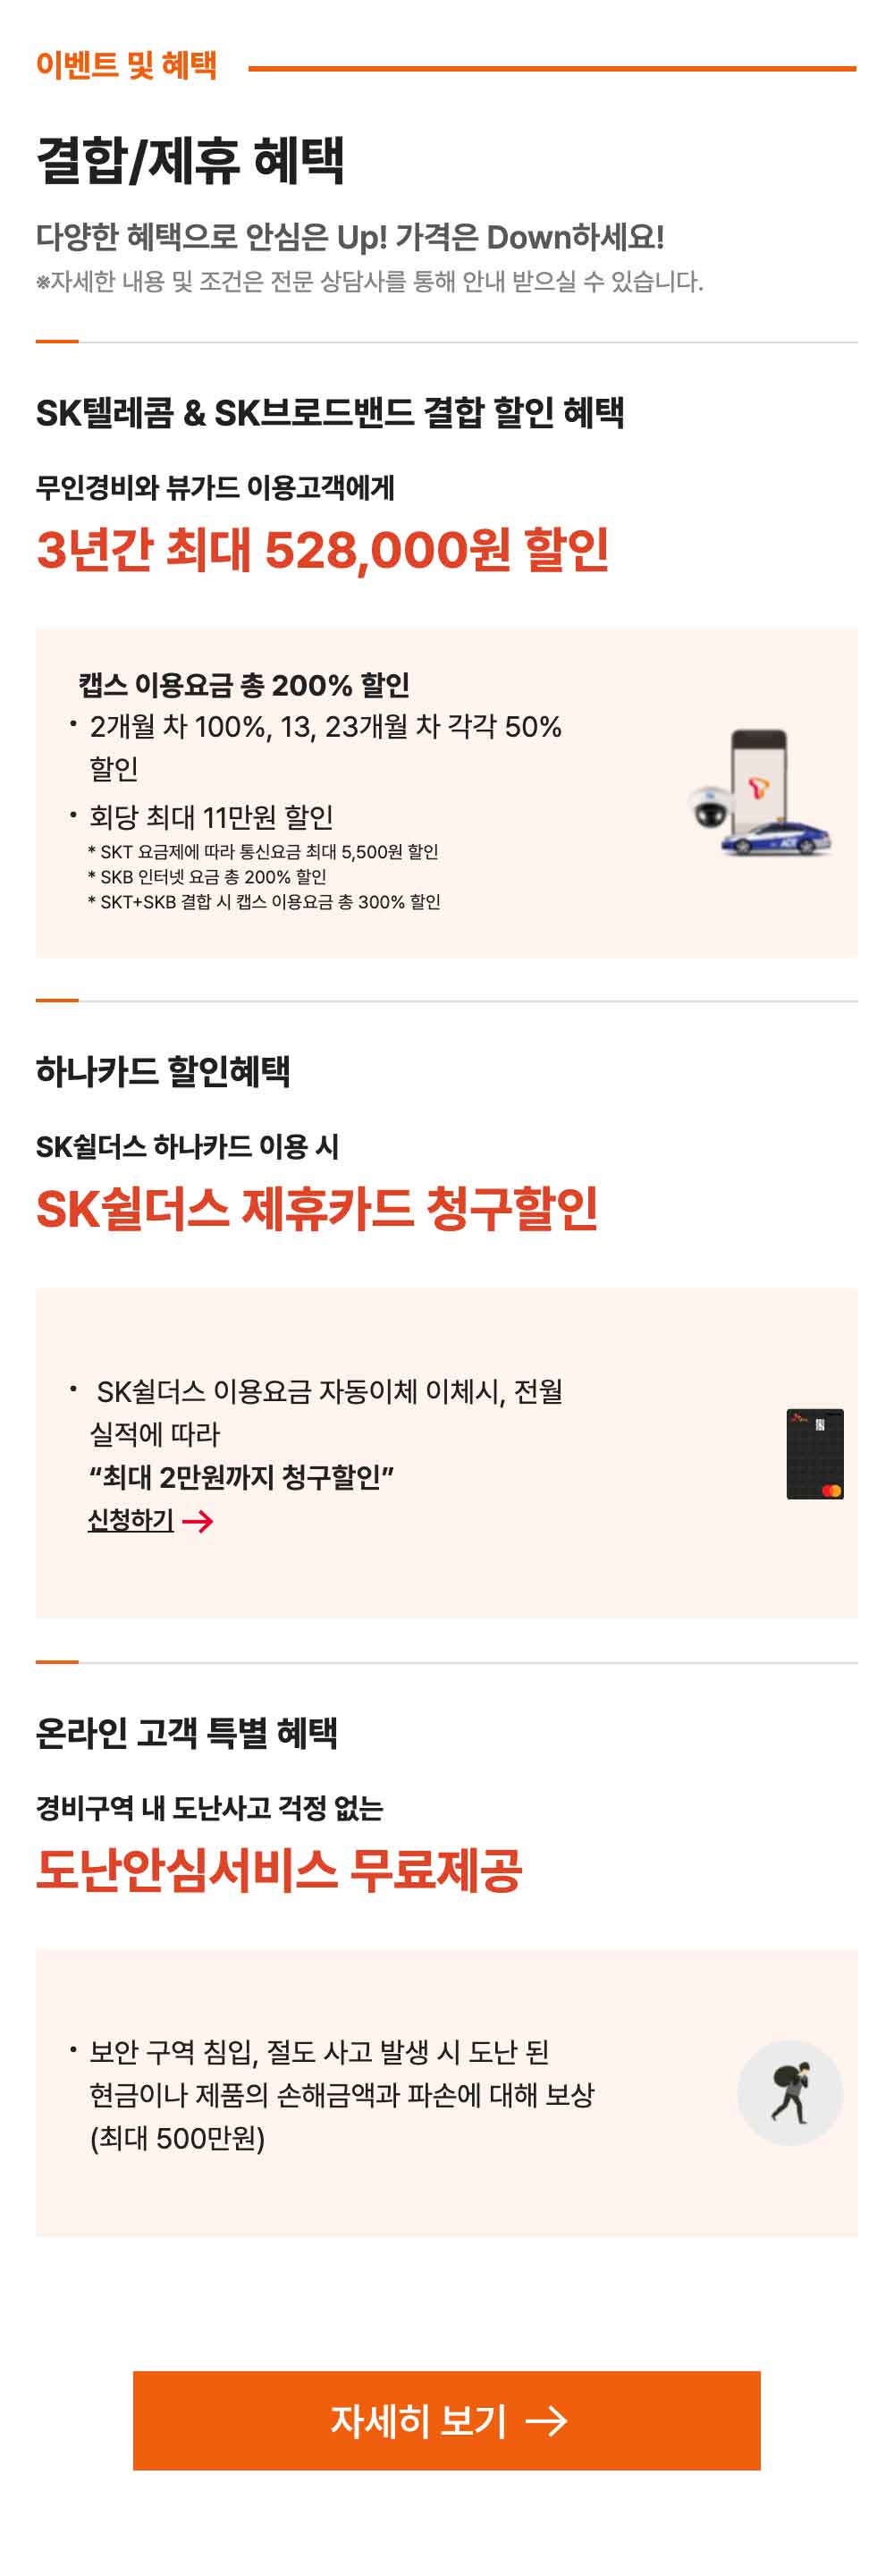 이벤트 및 혜택
결합/제휴 혜택
다양한 혜택으로 안심은 Up! 가격은 Down하세요!
※자세한 내용 및 조건은 전문 상담사를 통해 안내 받으실 수 있습니다.
SK텔레콤 & SK브로드밴드 결합 할인 혜택
무인경비와 뷰가드 이용고객에게
3년간 최대 528,000원 할인
캡스 이용요금 총 200% 할인
• 2개월 차 100%, 13, 23개월 차 각각 50%
할인
• 회당 최대 11만원 할인
* SKT 요금제에 따라 통신요금 최대 5,500원 할인
* SKB 인터넷 요금 총 200% 할인
* SKT+SKB 결합 시 캡스 이용요금 총 300% 할인
하나카드 할인혜택
SK쉴더스 하나카드 이용 시
SK쉴더스 제휴카드 청구할인
• SK쉴더스 이용요금 자동이체 이체시, 전월
실적에 따라
“최대 2만원까지 청구할인”
신청하기 →
온라인 고객 특별 혜택
경비구역 내 도난사고 걱정 없는
도난안심서비스 무료제공
• 보안 구역 침입, 절도 사고 발생 시 도난 된
현금이나 제품의 손해금액과 파손에 대해 보상
(최대 500만원)
자세히 보기 →